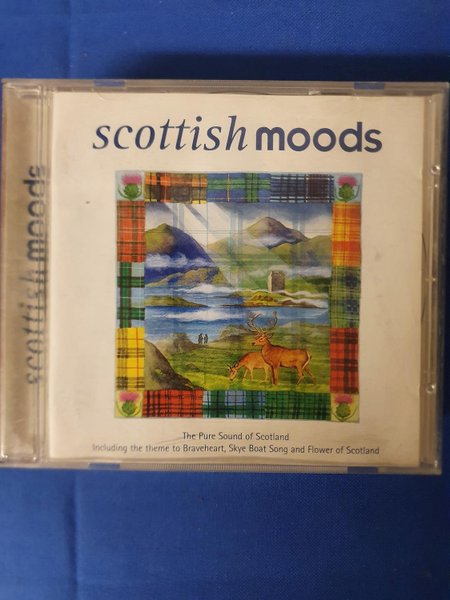 scottish moods
scottish moods
The Pure Sound of Scotland
Including the theme to Braveheart, Skye Boat Song and Flower of Scotland